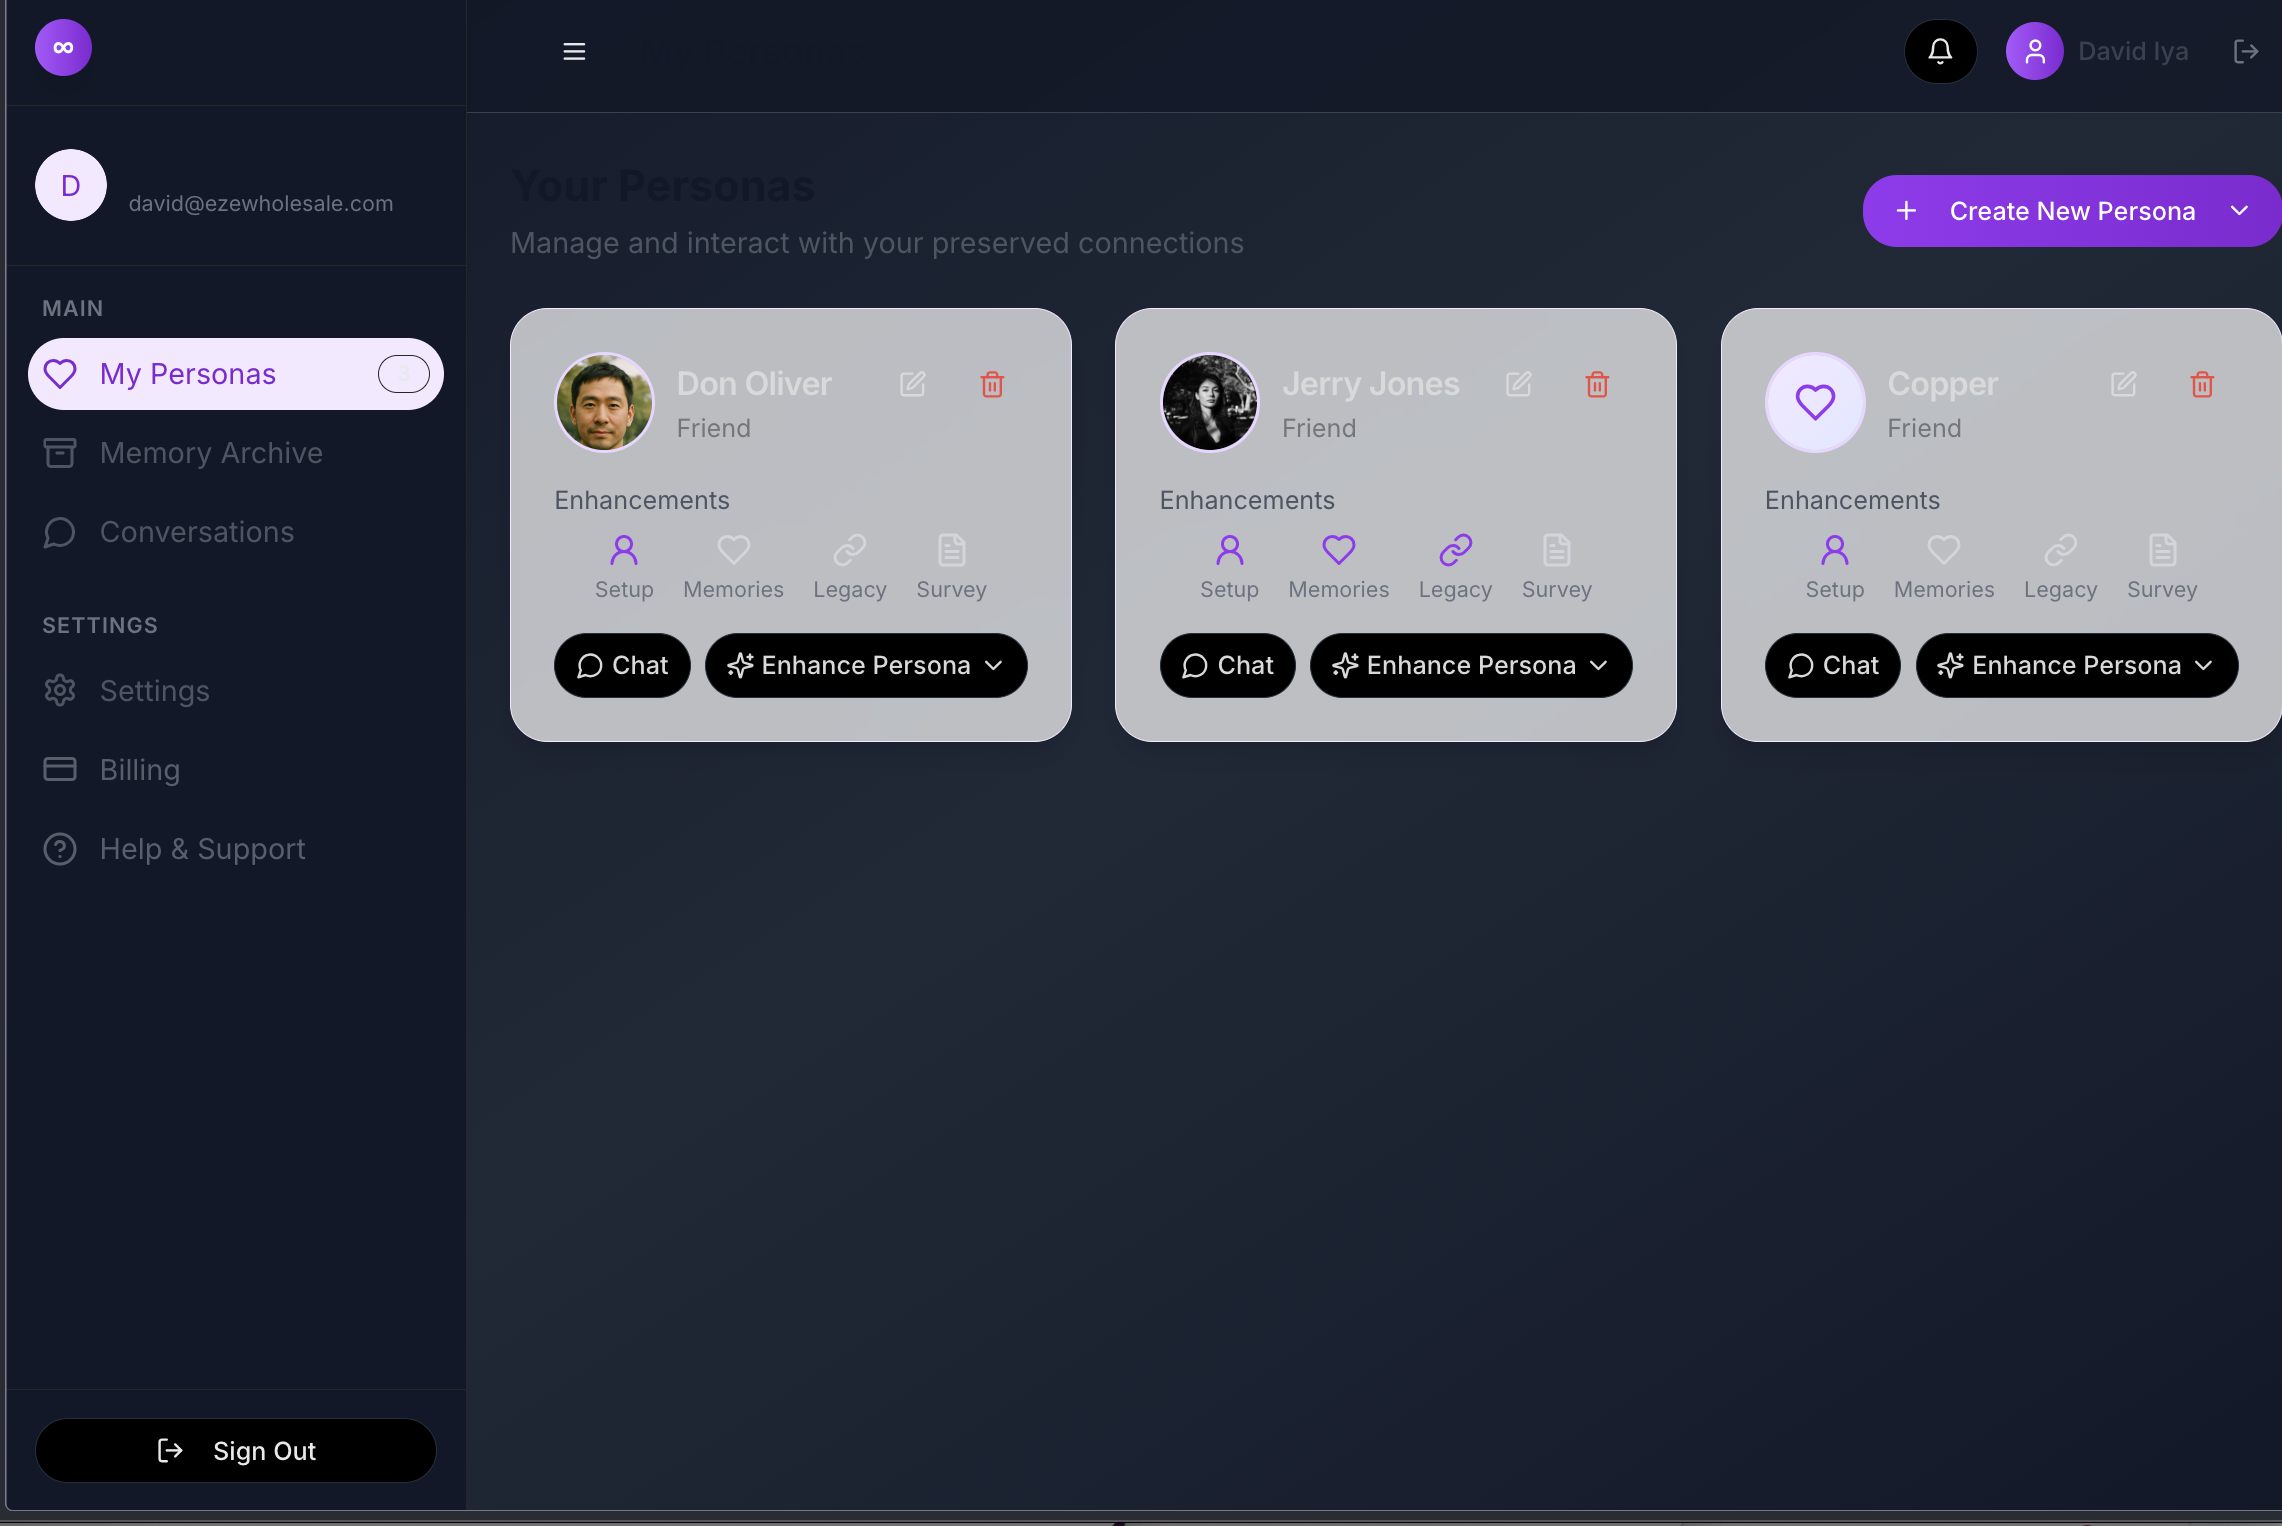 ∞
My Personas
David Iya
D
david@ezewholesale.com
MAIN
My Personas 3
Memory Archive
Conversations
SETTINGS
Settings
Billing
Help & Support
Sign Out
Your Personas
Manage and interact with your preserved connections
Create New Persona
Don Oliver
Friend
Enhancements
Setup Memories Legacy Survey
Chat Enhance Persona
Jerry Jones
Friend
Enhancements
Setup Memories Legacy Survey
Chat Enhance Persona
Copper
Friend
Enhancements
Setup Memories Legacy Survey
Chat Enhance Persona